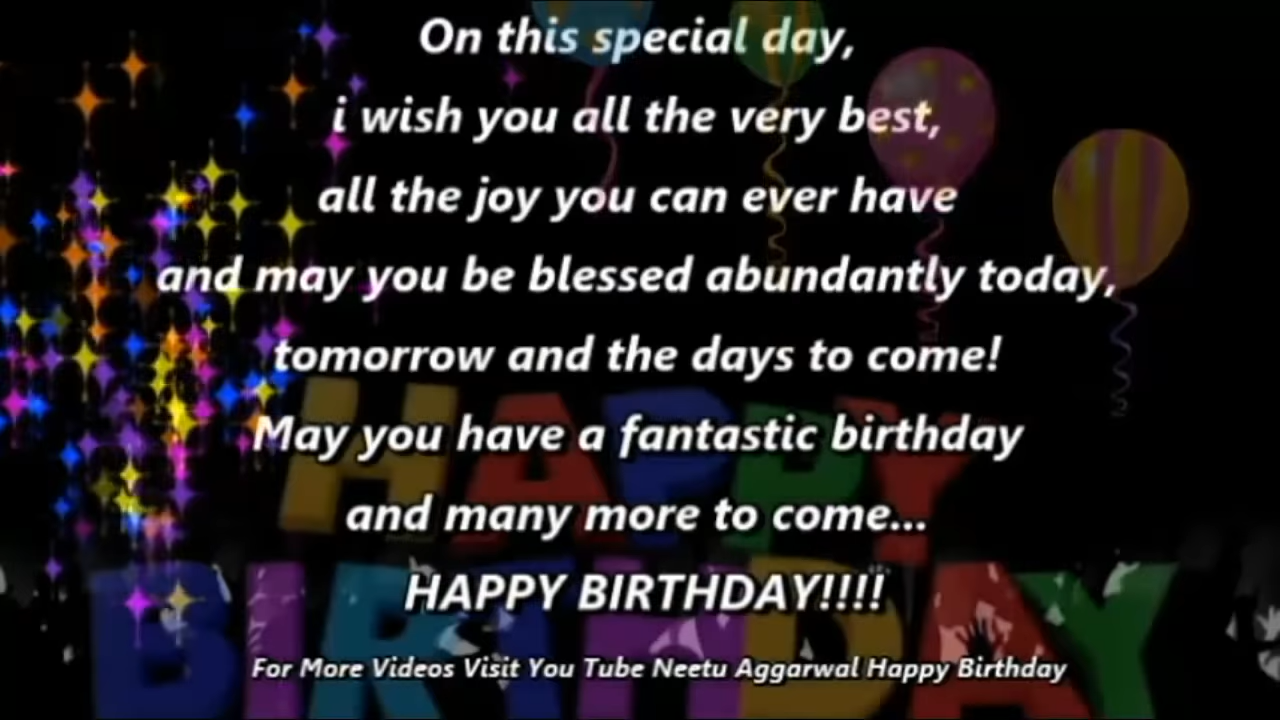 On this special day,
i wish you all the very best,
all the joy you can ever have
and may you be blessed abundantly today,
tomorrow and the days to come!
May you have a fantastic birthday
and many more to come...
HAPPY BIRTHDAY!!!!
For More Videos Visit You Tube Neetu Aggarwal Happy Birthday
HAPPY
BIRTHDAY